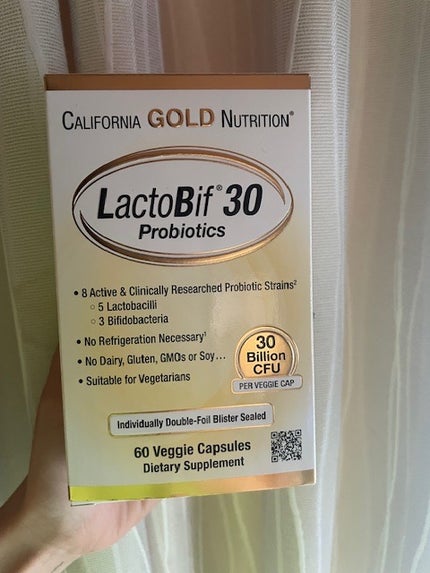 CALIFORNIA GOLD NUTRITION®
LactoBif® 30
Probiotics
• 8 Active & Clinically Researched Probiotic Strains²
○ 5 Lactobacilli
○ 3 Bifidobacteria
• No Refrigeration Necessary¹
• No Dairy, Gluten, GMOs or Soy...
• Suitable for Vegetarians
30
Billion
CFU
PER VEGGIE CAP
Individually Double-Foil Blister Sealed
60 Veggie Capsules
Dietary Supplement